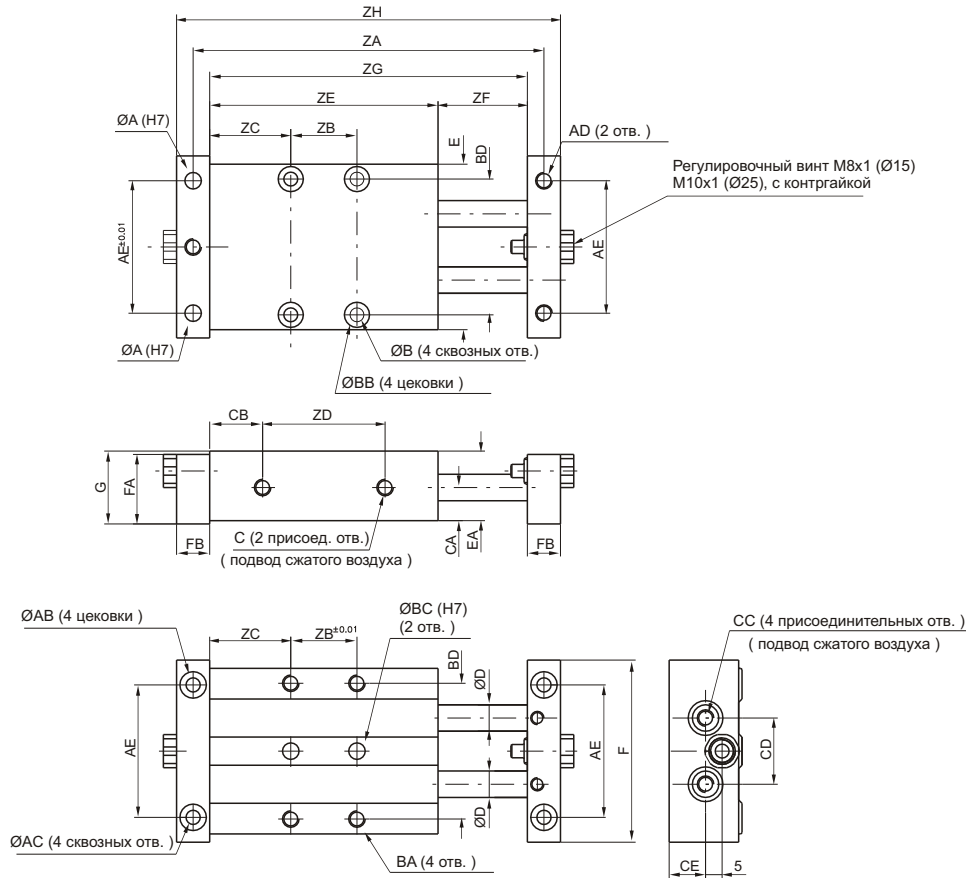 ZH
ZA
ZG
ZE
ZF
ZC
ZB
E
BD
ØA (H7)
AD (2 отв. )
Регулировочный винт M8x1 (Ø15)
M10x1 (Ø25), с контргайкой
AE±0.01
AE
ØA (H7)
ØB (4 сквозных отв.)
ØBB (4 цековки )
CB
ZD
G
FA
FB
C (2 присоед. отв.)
( подвод сжатого воздуха )
CA
EA
FB
ØAB (4 цековки )
ZC
ZB±0.01
ØBC (H7)
(2 отв. )
BD
ØD
CC (4 присоединительных отв. )
( подвод сжатого воздуха )
AE
AE
F
CD
ØD
ØAC (4 сквозных отв. )
BA (4 отв. )
CE
5